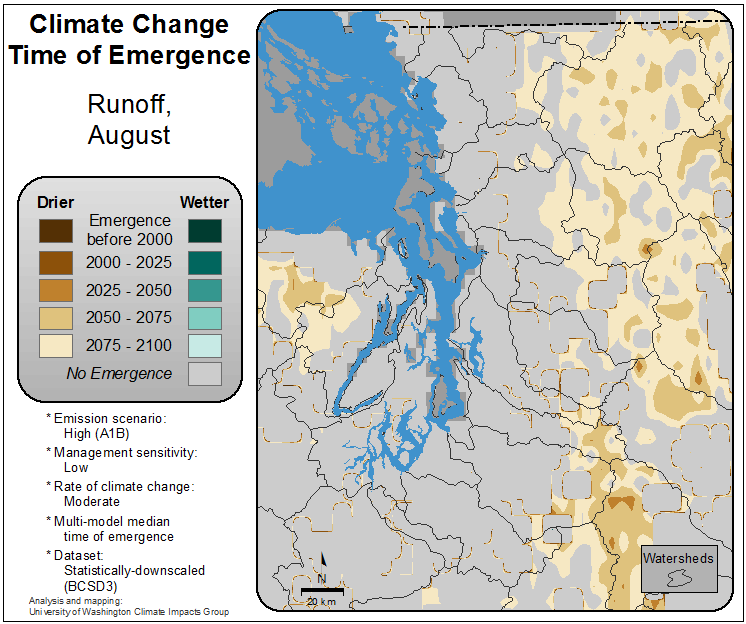 Climate Change
Time of Emergence
Runoff,
August
Drier
Wetter
Emergence
before 2000
2000 - 2025
2025 - 2050
2050 - 2075
2075 - 2100
No Emergence
* Emission scenario:
High (A1B)
* Management sensitivity:
Low
* Rate of climate change:
Moderate
* Multi-model median
time of emergence
* Dataset:
Statistically-downscaled
(BCSD3)
Analysis and mapping:
University of Washington Climate Impacts Group
N
20 km
Watersheds